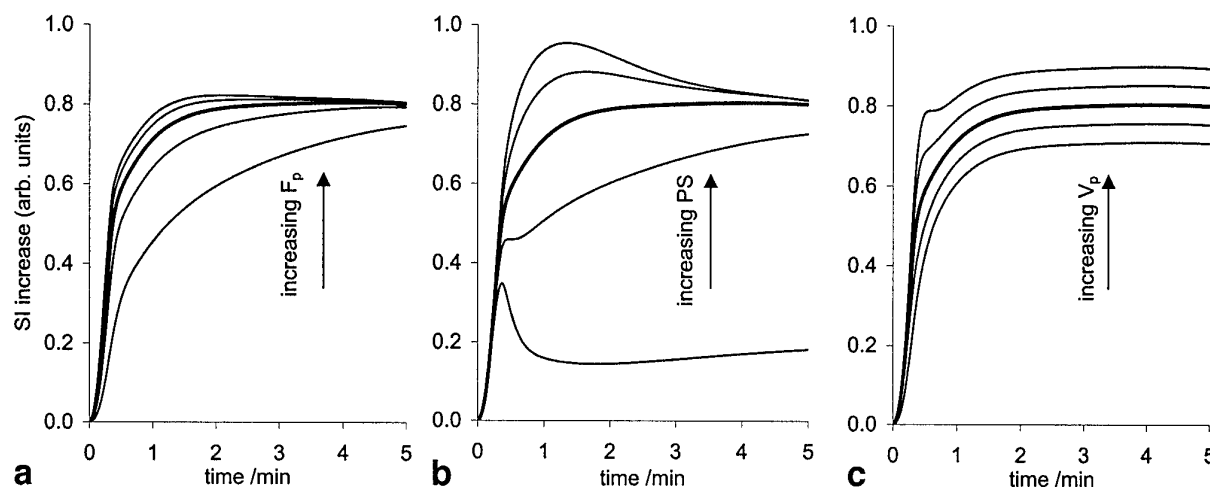 SI increase (arb. units)
1.0
0.8
0.6
0.4
0.2
0.0
increasing Fp
0 1 2 3 4 5
a
time /min
1.0
0.8
0.6
0.4
0.2
0.0
increasing PS
0 1 2 3 4 5
b
time /min
1.0
0.8
0.6
0.4
0.2
0.0
increasing Vp
0 1 2 3 4 5
c
time /min